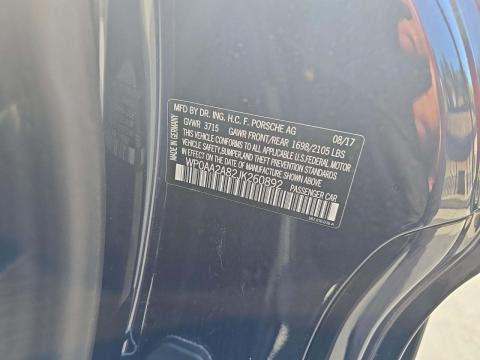 MFD BY DR. ING. H.C. F. PORSCHE AG 08/17
GVWR 3715 GAWR FRONT/REAR 1698/2105 LBS
THIS VEHICLE CONFORMS TO ALL APPLICABLE U.S. FEDERAL MOTOR
VEHICLE SAFETY, BUMPER, AND THEFT PREVENTION STANDARDS
IN EFFECT ON THE DATE OF MANUFACTURE SHOWN ABOVE
WP0AA2A82JK260892 PASSENGER CAR
MADE IN GERMANY